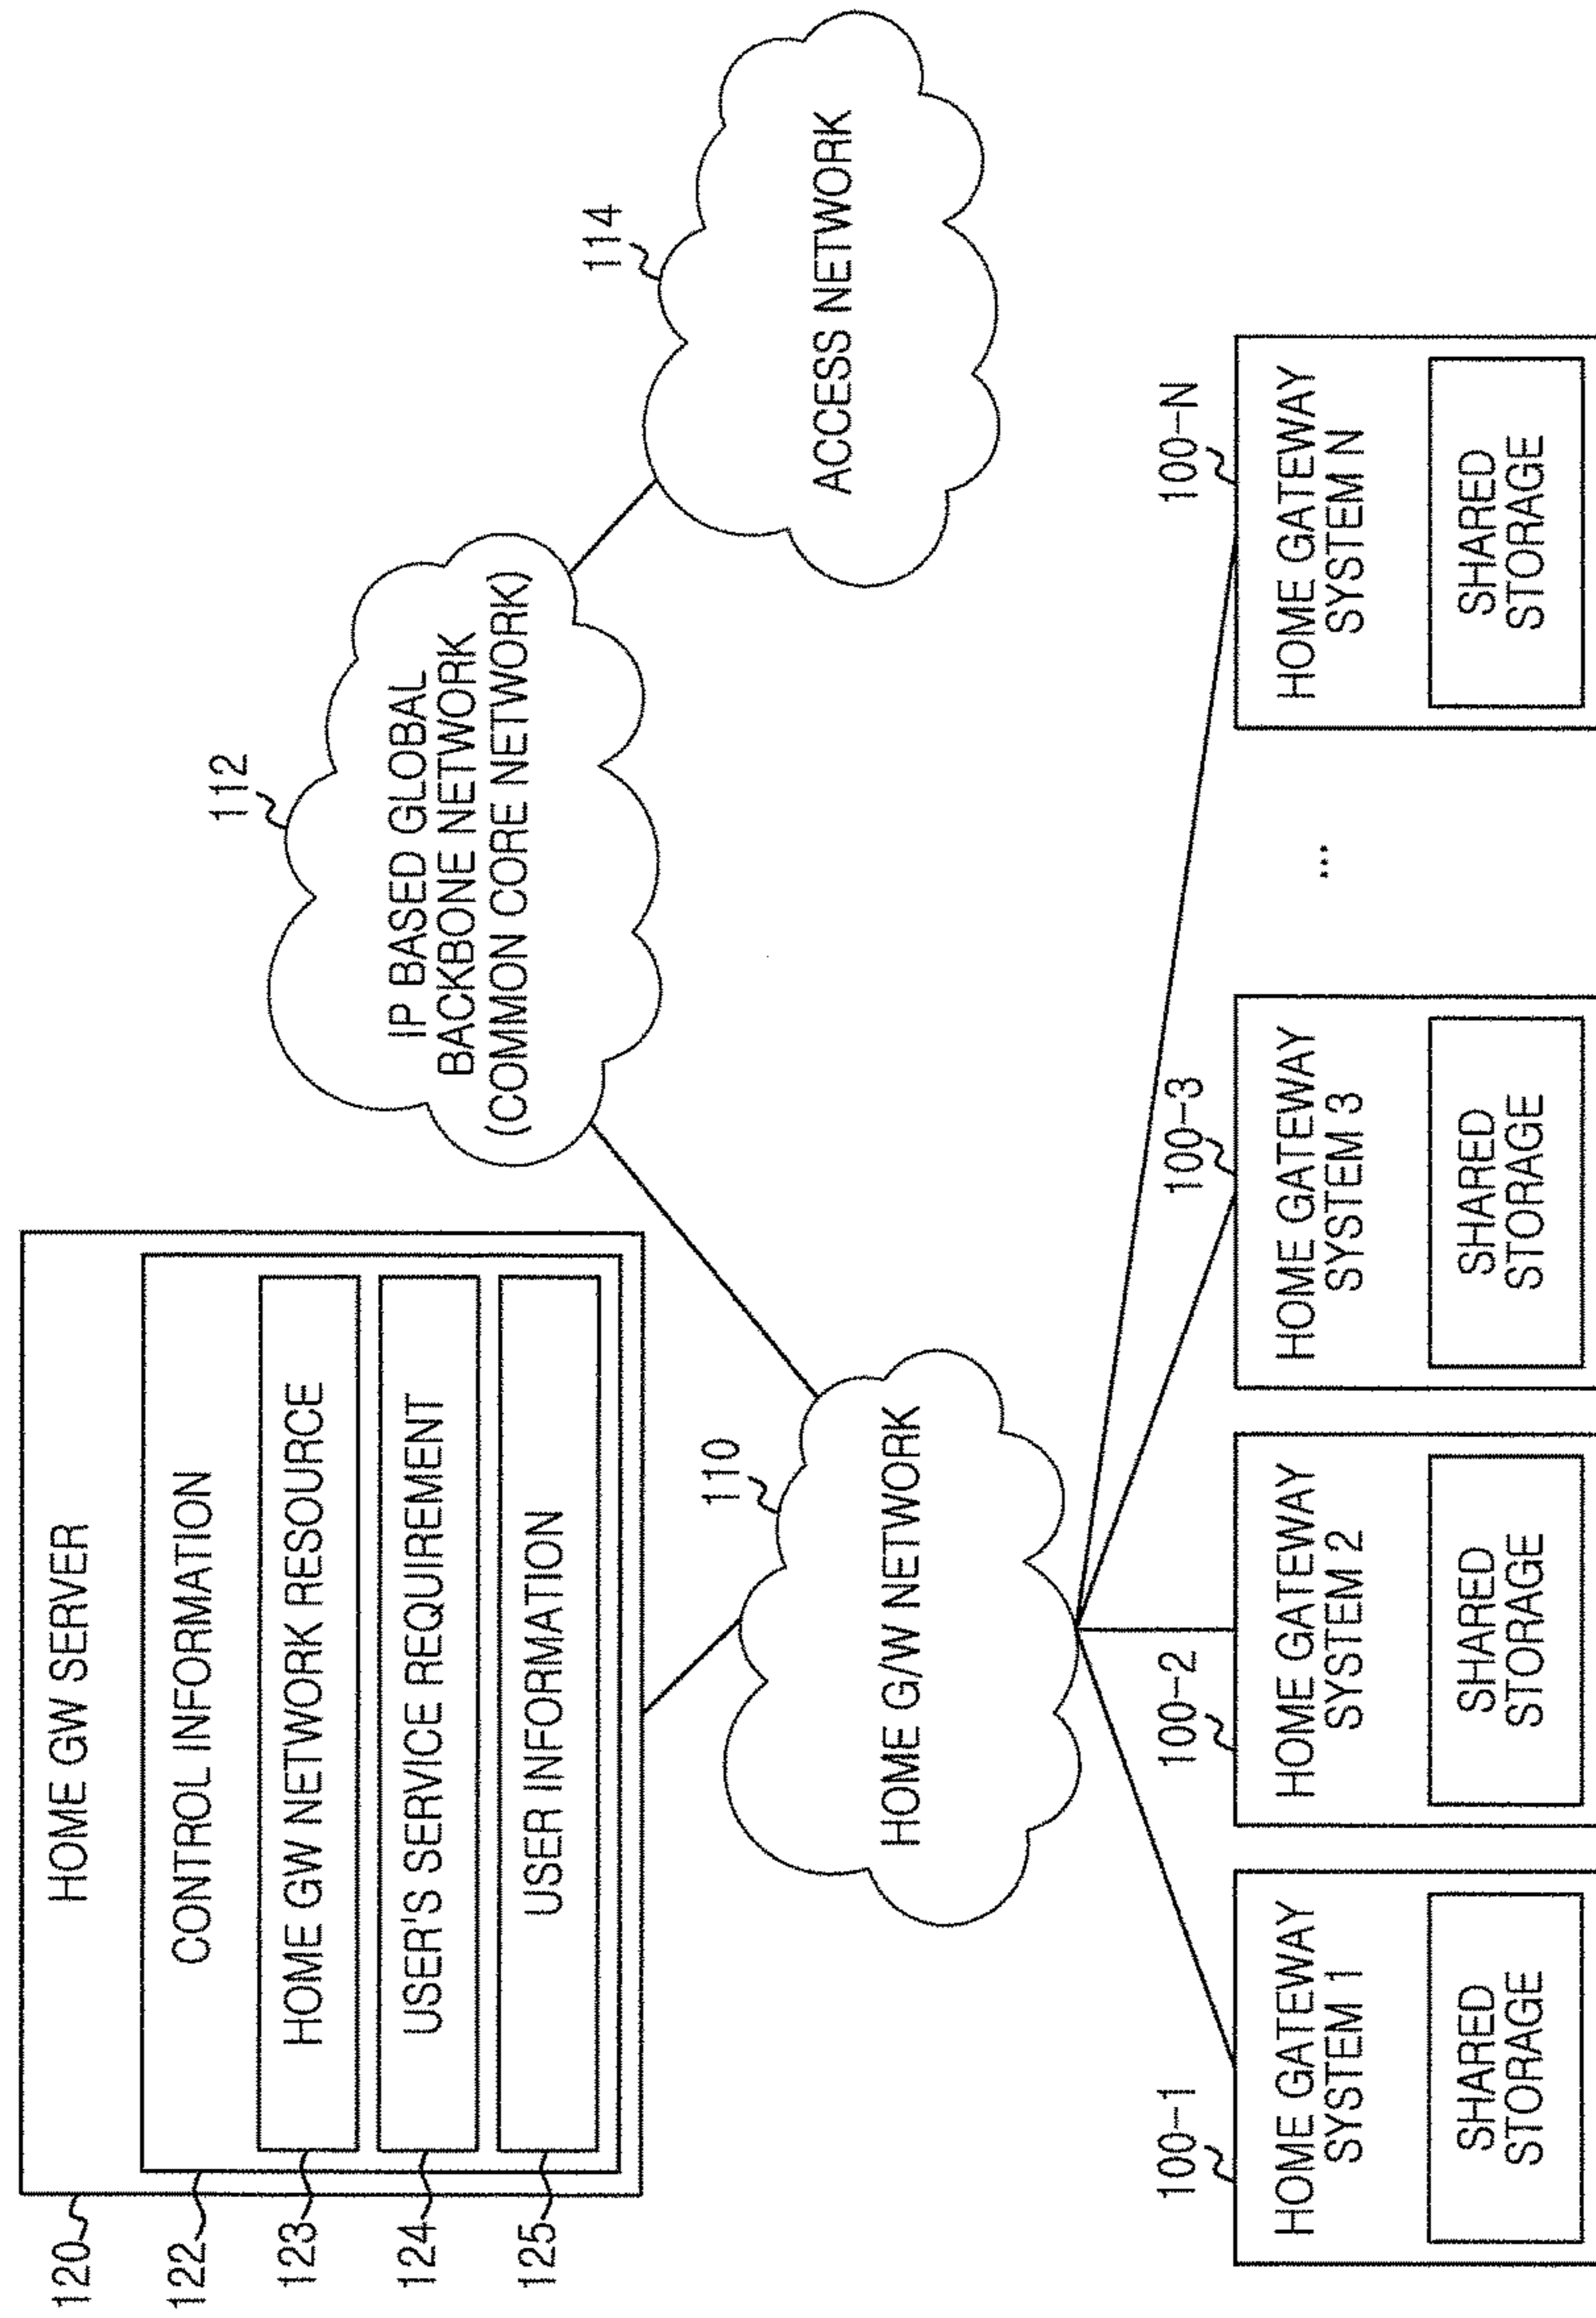 120
HOME GW SERVER
122
CONTROL INFORMATION
123
HOME GW NETWORK RESOURCE
124
USER'S SERVICE REQUIREMENT
125
USER INFORMATION
112
IP BASED GLOBAL
BACKBONE NETWORK
(COMMON CORE NETWORK)
114
ACCESS NETWORK
110
HOME G/W NETWORK
100-1
HOME GATEWAY
SYSTEM 1
SHARED
STORAGE
100-2
HOME GATEWAY
SYSTEM 2
SHARED
STORAGE
100-3
HOME GATEWAY
SYSTEM 3
SHARED
STORAGE
...
100-N
HOME GATEWAY
SYSTEM N
SHARED
STORAGE